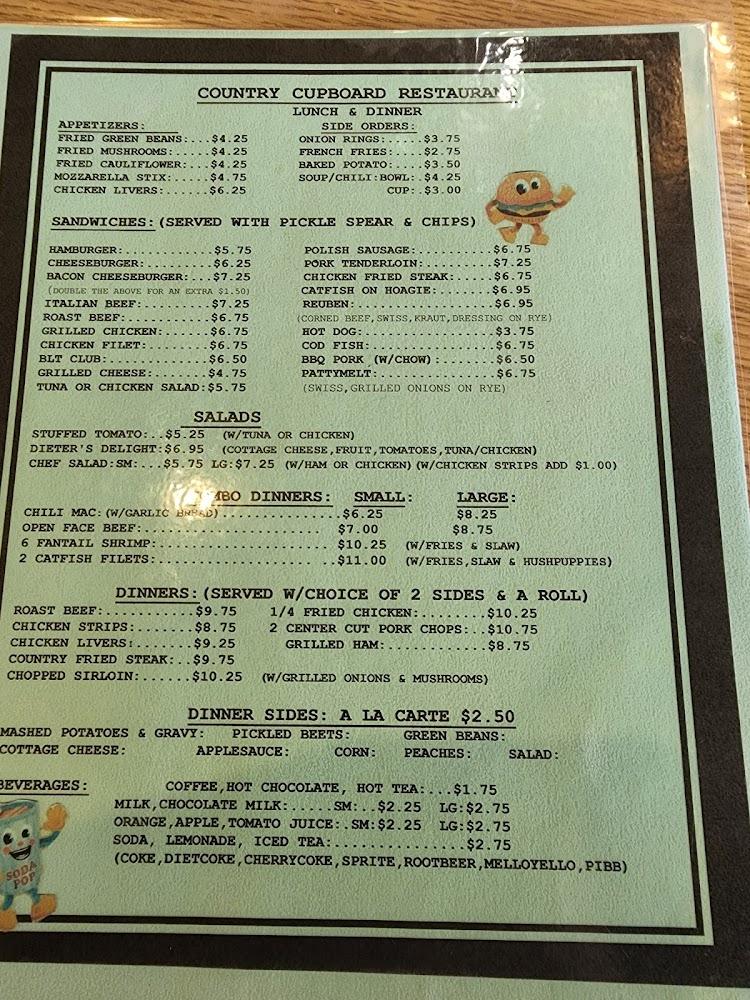 COUNTRY CUPBOARD RESTAURANT
LUNCH & DINNER
APPETIZERS:
FRIED GREEN BEANS:...$4.25
FRIED MUSHROOMS:.....$4.25
FRIED CAULIFLOWER:...$4.25
MOZZARELLA STIX:.....$4.75
CHICKEN LIVERS:......$6.25
SIDE ORDERS:
ONION RINGS:.....$3.75
FRENCH FRIES:....$2.75
BAKED POTATO:....$3.50
SOUP/CHILI:BOWL:.$4.25
CUP:.$3.00
SANDWICHES:(SERVED WITH PICKLE SPEAR & CHIPS)
HAMBURGER:...........$5.75
CHEESEBURGER:........$6.25
BACON CHEESEBURGER:..$7.25
(DOUBLE THE ABOVE FOR AN EXTRA $1.50)
ITALIAN BEEF:........$7.25
ROAST BEEF:..........$6.75
GRILLED CHICKEN:.....$6.75
CHICKEN FILET:.......$6.75
BLT CLUB:............$6.50
GRILLED CHEESE:......$4.75
TUNA OR CHICKEN SALAD:$5.75
POLISH SAUSAGE:.........$6.75
PORK TENDERLOIN:........$7.25
CHICKEN FRIED STEAK:....$6.75
CATFISH ON HOAGIE:......$6.95
REUBEN:.................$6.95
(CORNED BEEF,SWISS,KRAUT,DRESSING ON RYE)
HOT DOG:................$3.75
COD FISH:...............$6.75
BBQ PORK (W/CHOW):......$6.50
PATTYMELT:..............$6.75
(SWISS,GRILLED ONIONS ON RYE)
SALADS
STUFFED TOMATO:..$5.25 (W/TUNA OR CHICKEN)
DIETER'S DELIGHT:$6.95 (COTTAGE CHEESE,FRUIT,TOMATOES,TUNA/CHICKEN)
CHEF SALAD:SM:...$5.75 LG:$7.25 (W/HAM OR CHICKEN)(W/CHICKEN STRIPS ADD $1.00)
DINNERS: SMALL: LARGE:
CHILI MAC:(W/GARLIC BREAD)...............$6.25 $8.25
OPEN FACE BEEF:...................... $7.00 $8.75
6 FANTAIL SHRIMP:.................... $10.25 (W/FRIES & SLAW)
2 CATFISH FILETS:......................$11.00 (W/FRIES,SLAW & HUSHPUPPIES)
DINNERS:(SERVED W/CHOICE OF 2 SIDES & A ROLL)
ROAST BEEF:...........$9.75
CHICKEN STRIPS:.......$8.75
CHICKEN LIVERS:.......$9.25
COUNTRY FRIED STEAK:..$9.75
CHOPPED SIRLOIN:......$10.25 (W/GRILLED ONIONS & MUSHROOMS)
1/4 FRIED CHICKEN:........$10.25
2 CENTER CUT PORK CHOPS:..$10.75
GRILLED HAM:............$8.75
DINNER SIDES: A LA CARTE $2.50
MASHED POTATOES & GRAVY: PICKLED BEETS: GREEN BEANS:
COTTAGE CHEESE: APPLESAUCE: CORN: PEACHES: SALAD:
BEVERAGES:
COFFEE,HOT CHOCOLATE, HOT TEA:...$1.75
MILK,CHOCOLATE MILK:.....SM:..$2.25 LG:$2.75
ORANGE,APPLE,TOMATO JUICE:.SM:$2.25 LG:$2.75
SODA, LEMONADE, ICED TEA:...............$2.75
(COKE,DIETCOKE,CHERRYCOKE,SPRITE,ROOTBEER,MELLOYELLO,PIBB)
SODA
POP